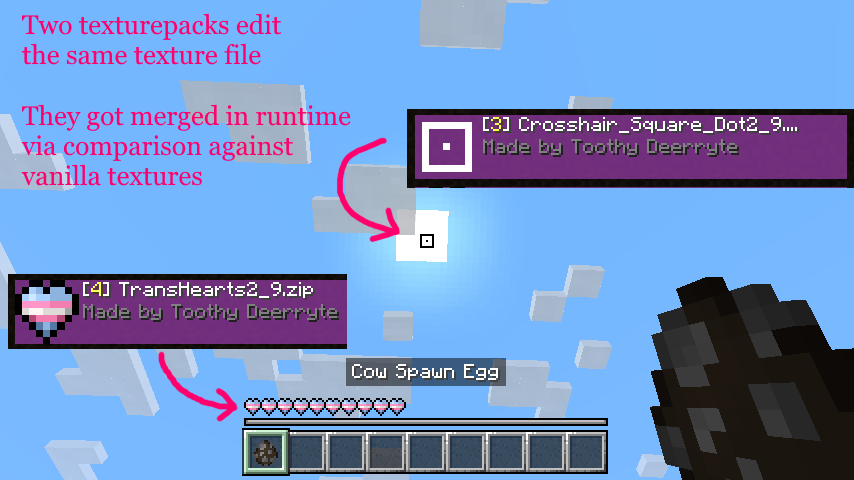 Two texturepacks edit
the same texture file
They got merged in runtime
via comparison against
vanilla textures
[3] Crosshair_Square_Dot2_9....
Made by Toothy Deerryte
[4] TransHearts2_9.zip
Made by Toothy Deerryte
Cow Spawn Egg